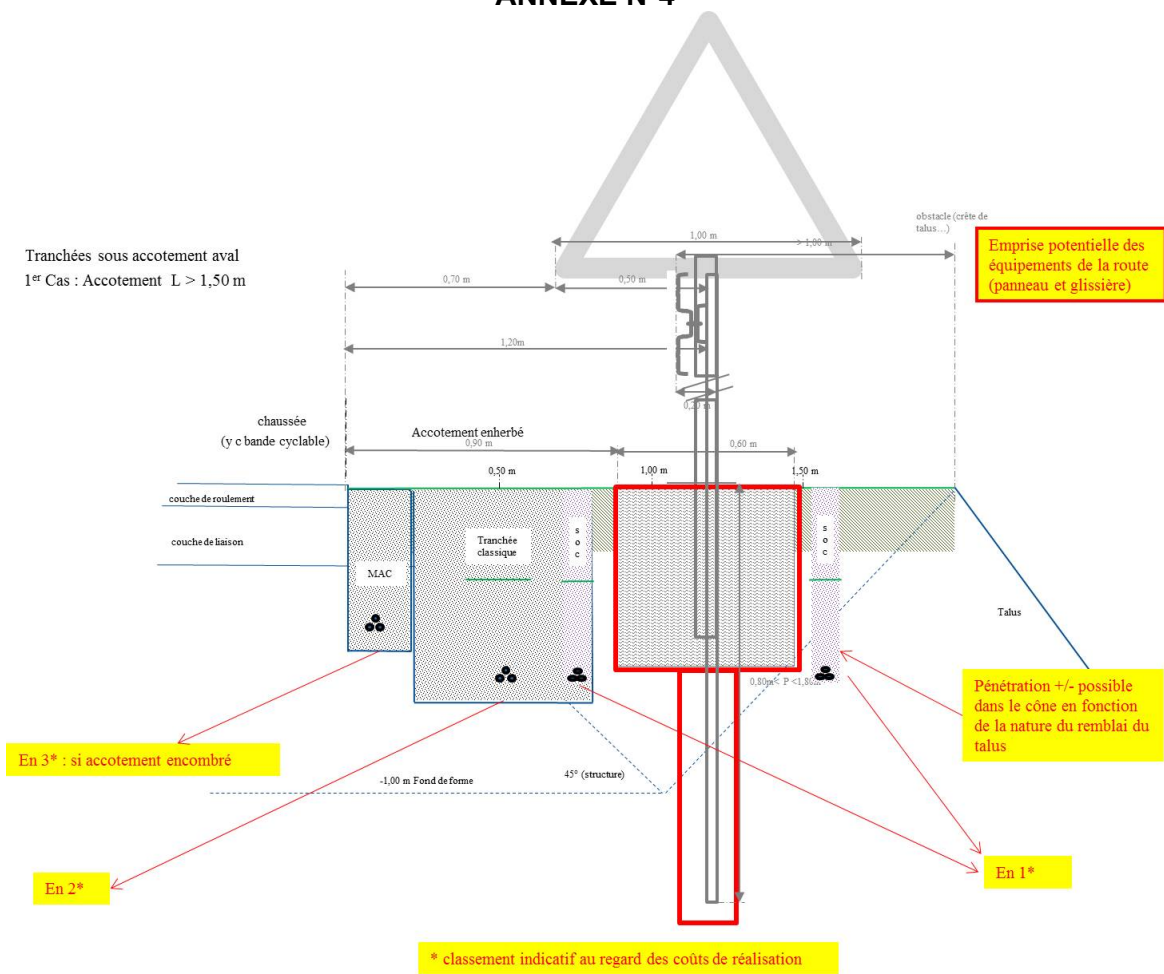 ANNEXE N°4
obstacle (crête de
talus…)
1,00 m
> 1,00 m
Emprise potentielle des
équipements de la route
(panneau et glissière)
Tranchées sous accotement aval
1er Cas : Accotement L > 1,50 m
0,70 m
0,50 m
1,20m
0,20 m
chaussée
(y c bande cyclable)
Accotement enherbé
0,90 m
0,60 m
0,50 m
1,00 m
1,50 m
couche de roulement
couche de liaison
MAC
Tranchée
classique
s
o
c
s
o
c
Talus
0,80m< P <1,80m
Pénétration +/- possible
dans le cône en fonction
de la nature du remblai du
talus
En 3* : si accotement encombré
-1,00 m Fond de forme
45° (structure)
En 2*
En 1*
* classement indicatif au regard des coûts de réalisation